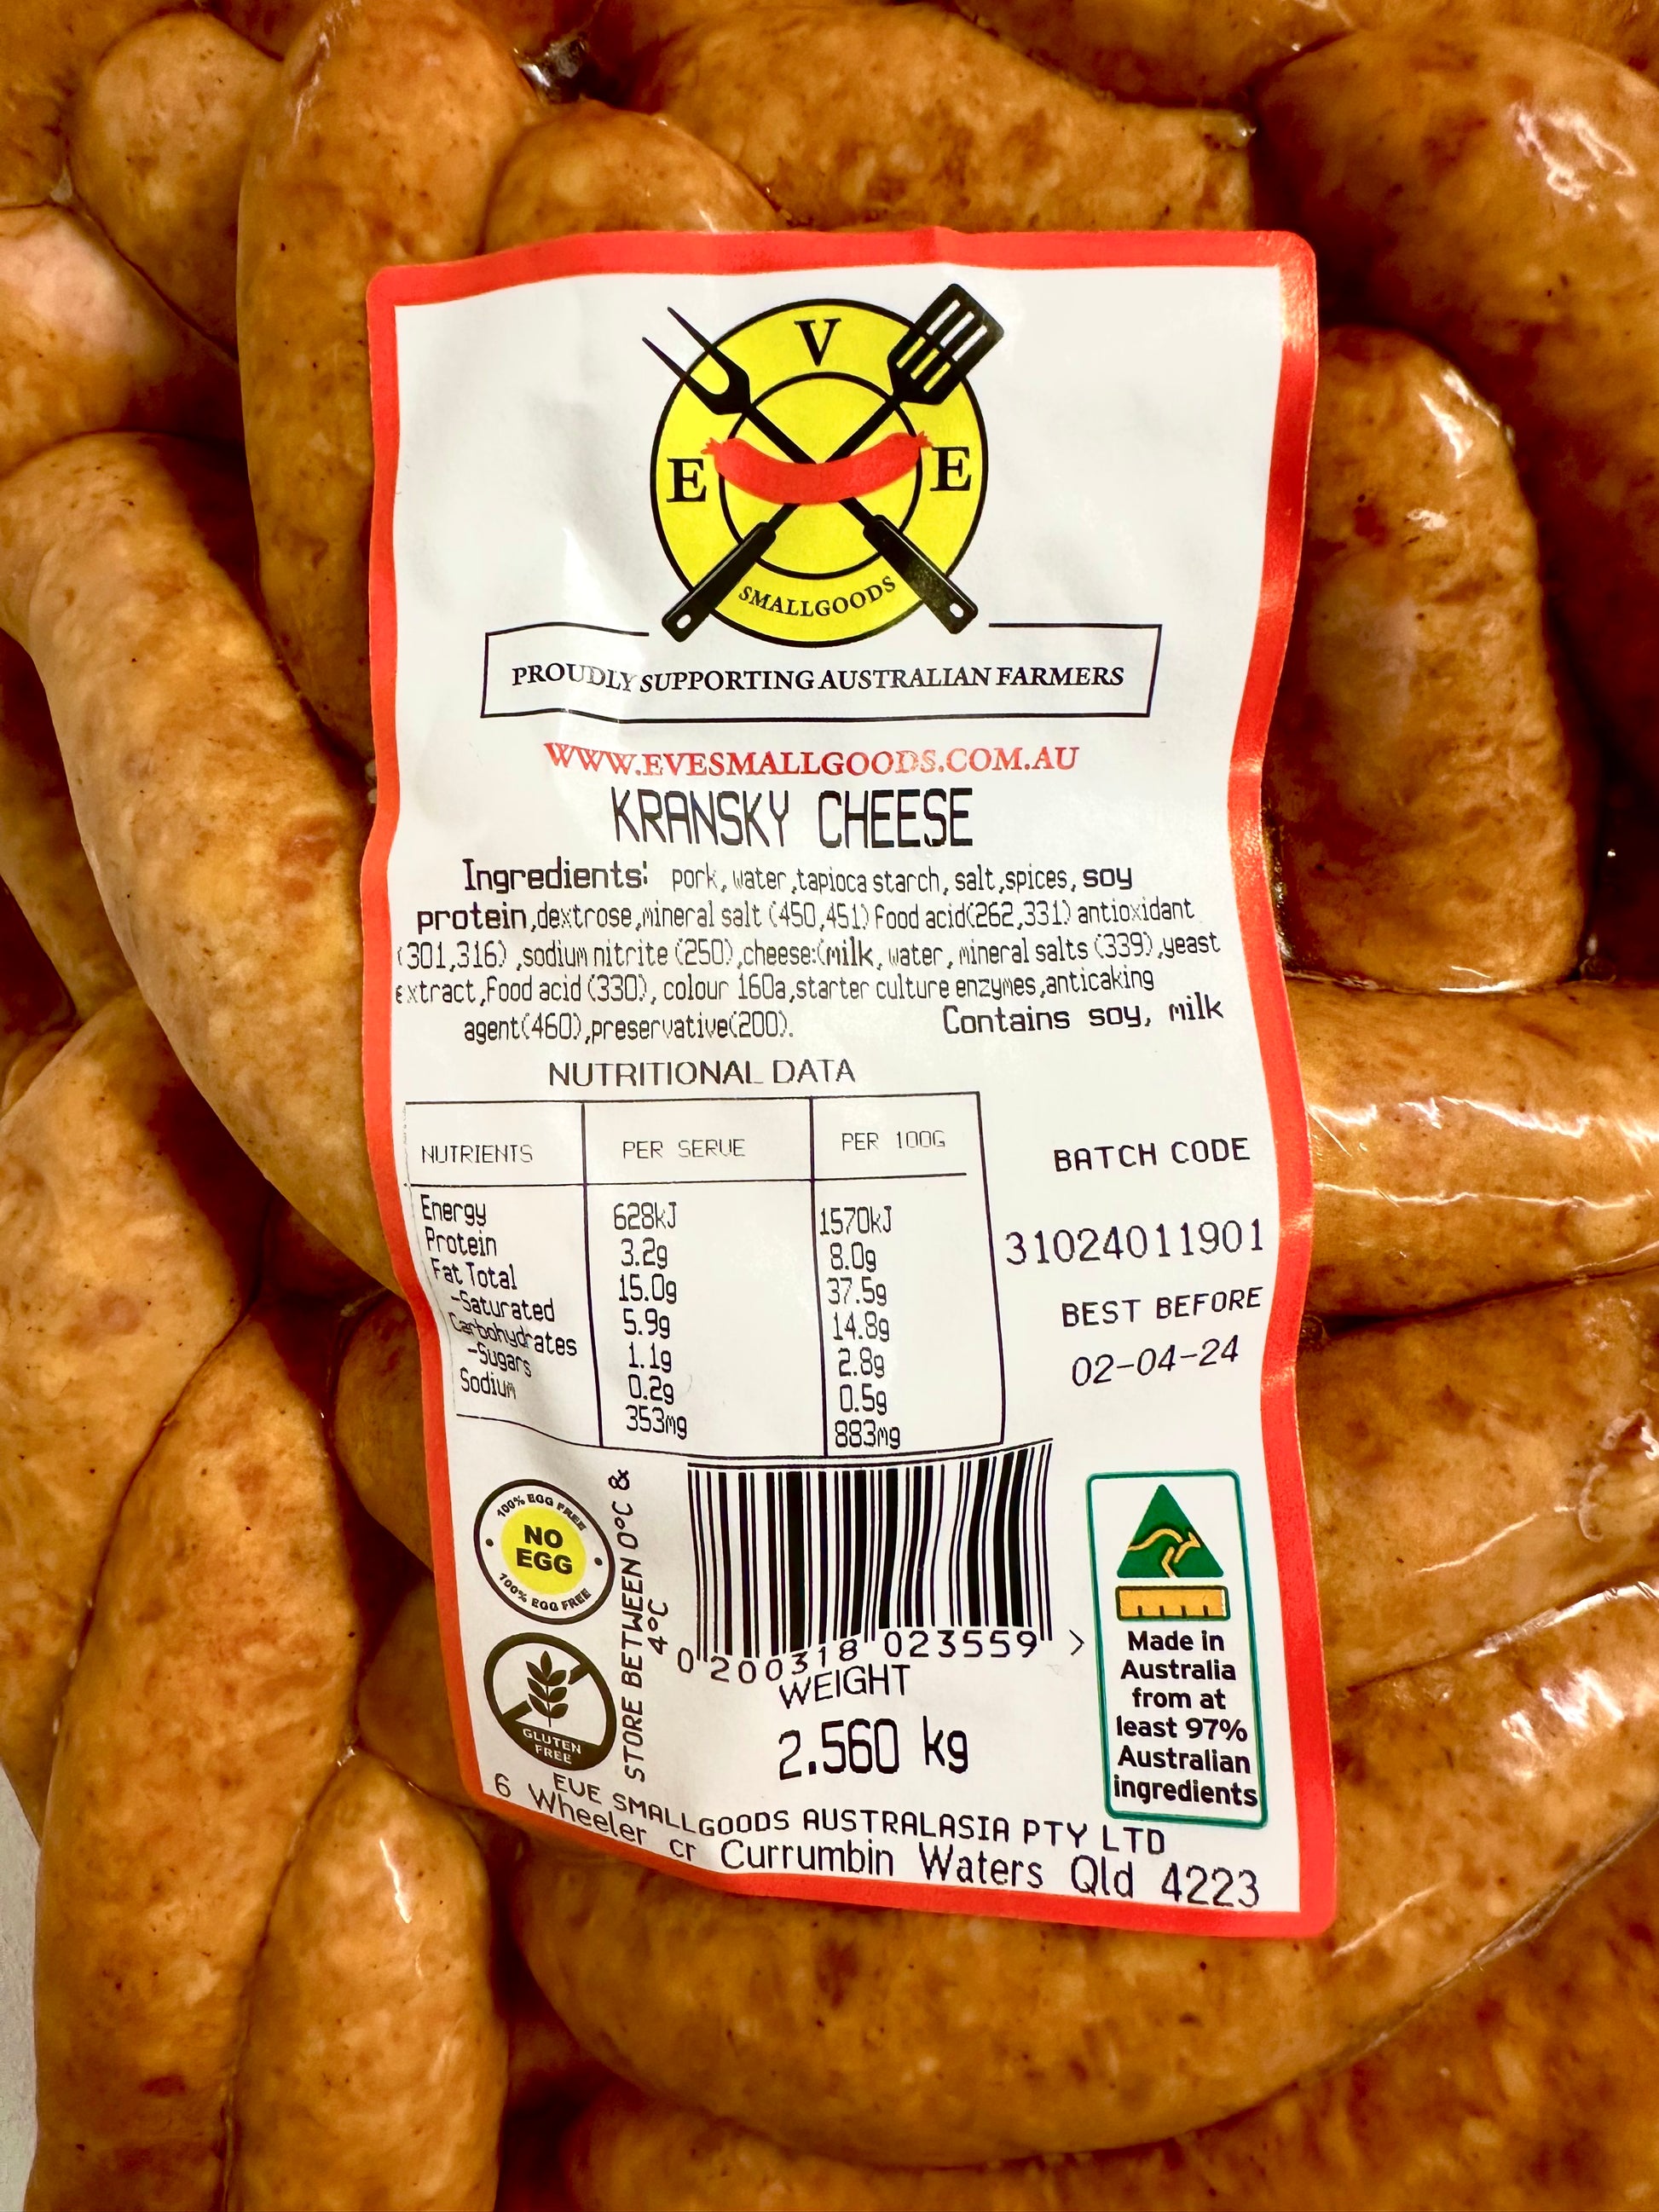 V
E E
SMALLGOODS
PROUDLY SUPPORTING AUSTRALIAN FARMERS
WWW.EVESMALLGOODS.COM.AU
KRANSKY CHEESE
Ingredients: pork, water ,tapioca starch, salt ,spices, soy
protein,dextrose,mineral salt (450,451) Food acid(262,331) antioxidant
(301,316) ,sodium nitrite (250),cheese:(milk, water, mineral salts (339) ,yeast
extract,Food acid (330), colour 160a,starter culture enzymes,anticaking
agent(460),preservative(200). Contains soy, milk
NUTRITIONAL DATA
NUTRIENTS PER SERVE PER 100G
Energy 628kJ 1570kJ
Protein 3.2g 8.0g
Fat Total 15.0g 37.5g
-Saturated 5.9g 14.8g
Carbohydrates 1.1g 2.8g
-Sugars 0.2g 0.5g
Sodium 353mg 883mg
BATCH CODE
31024011901
BEST BEFORE
02-04-24
100% EGG FREE
NO
EGG
100% EGG FREE
GLUTEN
FREE
STORE BETWEEN 0°C &
4°C
0 200318 023559 >
WEIGHT
2.560 kg
Made in
Australia
from at
least 97%
Australian
ingredients
EVE SMALLGOODS AUSTRALASIA PTY LTD
6 Wheeler cr Currumbin Waters Qld 4223